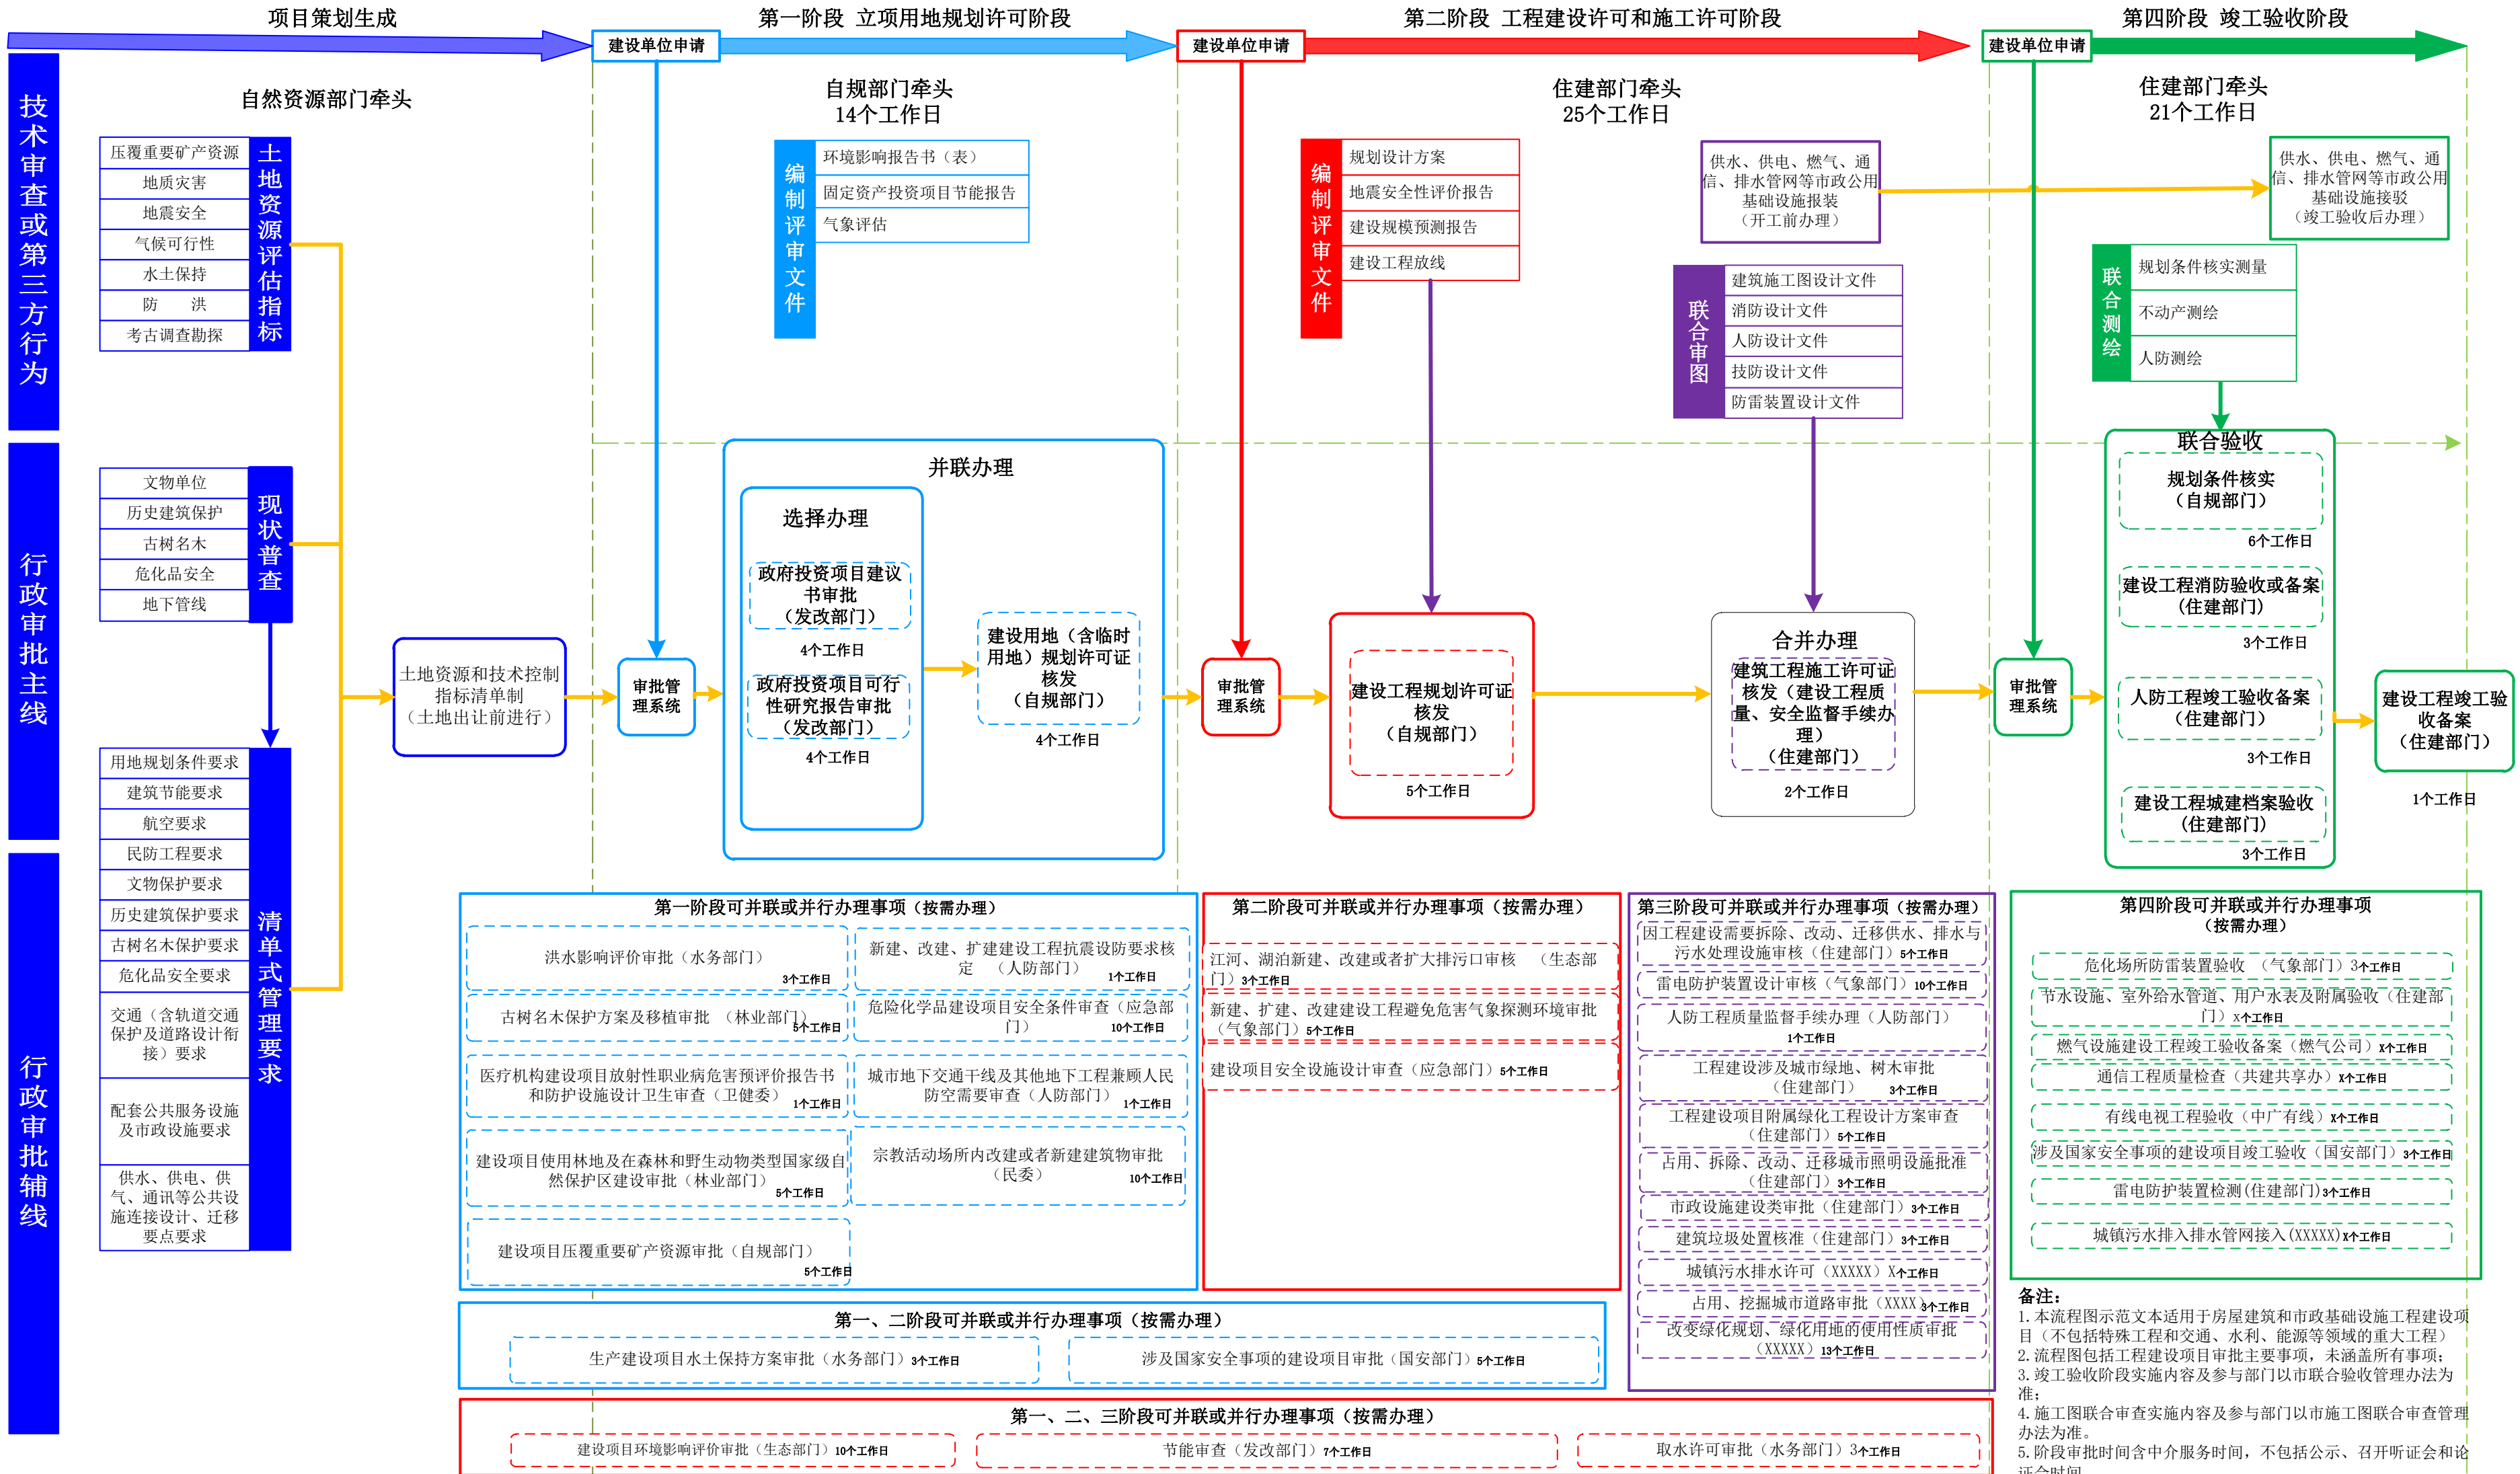 项目策划生成
第一阶段 立项用地规划许可阶段
第二阶段 工程建设许可和施工许可阶段
第四阶段 竣工验收阶段
建设单位申请
建设单位申请
建设单位申请
技术审查或第三方行为
行政审批主线
行政审批辅线
自然资源部门牵头
压覆重要矿产资源
地质灾害
地震安全
气候可行性
水土保持
防 洪
考古调查勘探
土地资源评估指标
文物单位
历史建筑保护
古树名木
危化品安全
地下管线
现状普查
用地规划条件要求
建筑节能要求
航空要求
民防工程要求
文物保护要求
历史建筑保护要求
古树名木保护要求
危化品安全要求
交通（含轨道交通
保护及道路设计衔
接）要求
配套公共服务设施
及市政设施要求
供水、供电、供
气、通讯等公共设
施连接设计、迁移
要点要求
清单式管理要求
土地资源和技术控制
指标清单制
（土地出让前进行）
自规部门牵头
14个工作日
编制评审文件
环境影响报告书（表）
固定资产投资项目节能报告
气象评估
审批管
理系统
并联办理
选择办理
政府投资项目建议
书审批
（发改部门）
4个工作日
政府投资项目可行
性研究报告审批
（发改部门）
4个工作日
建设用地（含临时
用地）规划许可证
核发
（自规部门）
4个工作日
住建部门牵头
25个工作日
编制评审文件
规划设计方案
地震安全性评价报告
建设规模预测报告
建设工程放线
供水、供电、燃气、通
信、排水管网等市政公用
基础设施报装
（开工前办理）
联合审图
建筑施工图设计文件
消防设计文件
人防设计文件
技防设计文件
防雷装置设计文件
审批管
理系统
建设工程规划许可证
核发
（自规部门）
5个工作日
合并办理
建筑工程施工许可证
核发（建设工程质
量、安全监督手续办
理）
（住建部门）
2个工作日
住建部门牵头
21个工作日
供水、供电、燃气、通
信、排水管网等市政公用
基础设施接驳
（竣工验收后办理）
联合测绘
规划条件核实测量
不动产测绘
人防测绘
审批管
理系统
联合验收
规划条件核实
（自规部门）
6个工作日
建设工程消防验收或备案
(住建部门)
3个工作日
人防工程竣工验收备案
（住建部门）
3个工作日
建设工程城建档案验收
(住建部门)
3个工作日
建设工程竣工验
收备案
（住建部门）
1个工作日
第一阶段可并联或并行办理事项（按需办理）
洪水影响评价审批（水务部门）
3个工作日
新建、改建、扩建建设工程抗震设防要求核
定 （人防部门） 1个工作日
古树名木保护方案及移植审批 （林业部门）
5个工作日
危险化学品建设项目安全条件审查（应急部
门） 10个工作日
医疗机构建设项目放射性职业病危害预评价报告书
和防护设施设计卫生审查（卫健委） 1个工作日
城市地下交通干线及其他地下工程兼顾人民
防空需要审查（人防部门） 1个工作日
建设项目使用林地及在森林和野生动物类型国家级自
然保护区建设审批（林业部门）
5个工作日
宗教活动场所内改建或者新建建筑物审批
（民委） 10个工作日
建设项目压覆重要矿产资源审批（自规部门）
5个工作日
第二阶段可并联或并行办理事项（按需办理）
江河、湖泊新建、改建或者扩大排污口审核 （生态部
门）3个工作日
新建、扩建、改建建设工程避免危害气象探测环境审批
（气象部门）5个工作日
建设项目安全设施设计审查（应急部门）5个工作日
第三阶段可并联或并行办理事项（按需办理）
因工程建设需要拆除、改动、迁移供水、排水与
污水处理设施审核（住建部门）5个工作日
雷电防护装置设计审核（气象部门）10个工作日
人防工程质量监督手续办理（人防部门）
1个工作日
工程建设涉及城市绿地、树木审批
（住建部门） 3个工作日
工程建设项目附属绿化工程设计方案审查
（住建部门）5个工作日
占用、拆除、改动、迁移城市照明设施批准
（住建部门）3个工作日
市政设施建设类审批（住建部门）3个工作日
建筑垃圾处置核准（住建部门）3个工作日
城镇污水排水许可（XXXXX）X个工作日
占用、挖掘城市道路审批（XXXX）3个工作日
改变绿化规划、绿化用地的使用性质审批
（XXXXX）13个工作日
第四阶段可并联或并行办理事项
（按需办理）
危化场所防雷装置验收 （气象部门）3个工作日
节水设施、室外给水管道、用户水表及附属验收（住建部
门）x个工作日
燃气设施建设工程竣工验收备案（燃气公司）X个工作日
通信工程质量检查（共建共享办）X个工作日
有线电视工程验收（中广有线）X个工作日
涉及国家安全事项的建设项目竣工验收（国安部门）3个工作日
雷电防护装置检测(住建部门)3个工作日
城镇污水排入排水管网接入(XXXXX)X个工作日
第一、二阶段可并联或并行办理事项（按需办理）
生产建设项目水土保持方案审批（水务部门）3个工作日
涉及国家安全事项的建设项目审批（国安部门）5个工作日
第一、二、三阶段可并联或并行办理事项（按需办理）
建设项目环境影响评价审批（生态部门）10个工作日
节能审查（发改部门）7个工作日
取水许可审批（水务部门）3个工作日
备注：
1.本流程图示范文本适用于房屋建筑和市政基础设施工程建设项
目（不包括特殊工程和交通、水利、能源等领域的重大工程）
2.流程图包括工程建设项目审批主要事项，未涵盖所有事项；
3.竣工验收阶段实施内容及参与部门以市联合验收管理办法为
准；
4.施工图联合审查实施内容及参与部门以市施工图联合审查管理
办法为准。
5.阶段审批时间含中介服务时间，不包括公示、召开听证会和论
证会时间